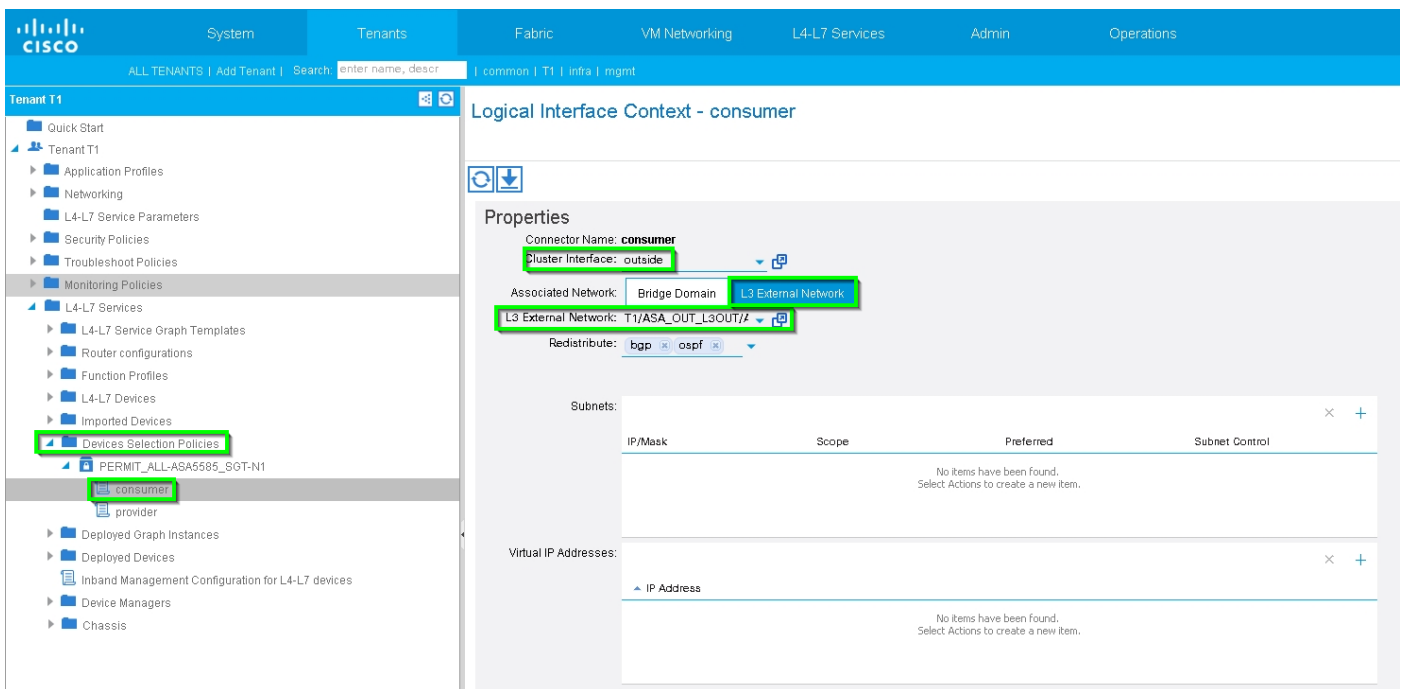 CISCO
System Tenants Fabric VM Networking L4-L7 Services Admin Operations
ALL TENANTS | Add Tenant | Search: enter name, descr | common | T1 | infra | mgmt
Tenant T1
Quick Start
Tenant T1
Application Profiles
Networking
L4-L7 Service Parameters
Security Policies
Troubleshoot Policies
Monitoring Policies
L4-L7 Services
L4-L7 Service Graph Templates
Router configurations
Function Profiles
L4-L7 Devices
Imported Devices
Devices Selection Policies
PERMIT_ALL-ASA5585_SGT-N1
consumer
provider
Deployed Graph Instances
Deployed Devices
Inband Management Configuration for L4-L7 devices
Device Managers
Chassis
Logical Interface Context - consumer
Properties
Connector Name: consumer
Cluster Interface: outside
Associated Network: Bridge Domain L3 External Network
L3 External Network: T1/ASA_OUT_L3OUT/
Redistribute: bgp ospf
Subnets:
IP/Mask Scope Preferred Subnet Control
No items have been found.
Select Actions to create a new item.
Virtual IP Addresses:
IP Address
No items have been found.
Select Actions to create a new item.